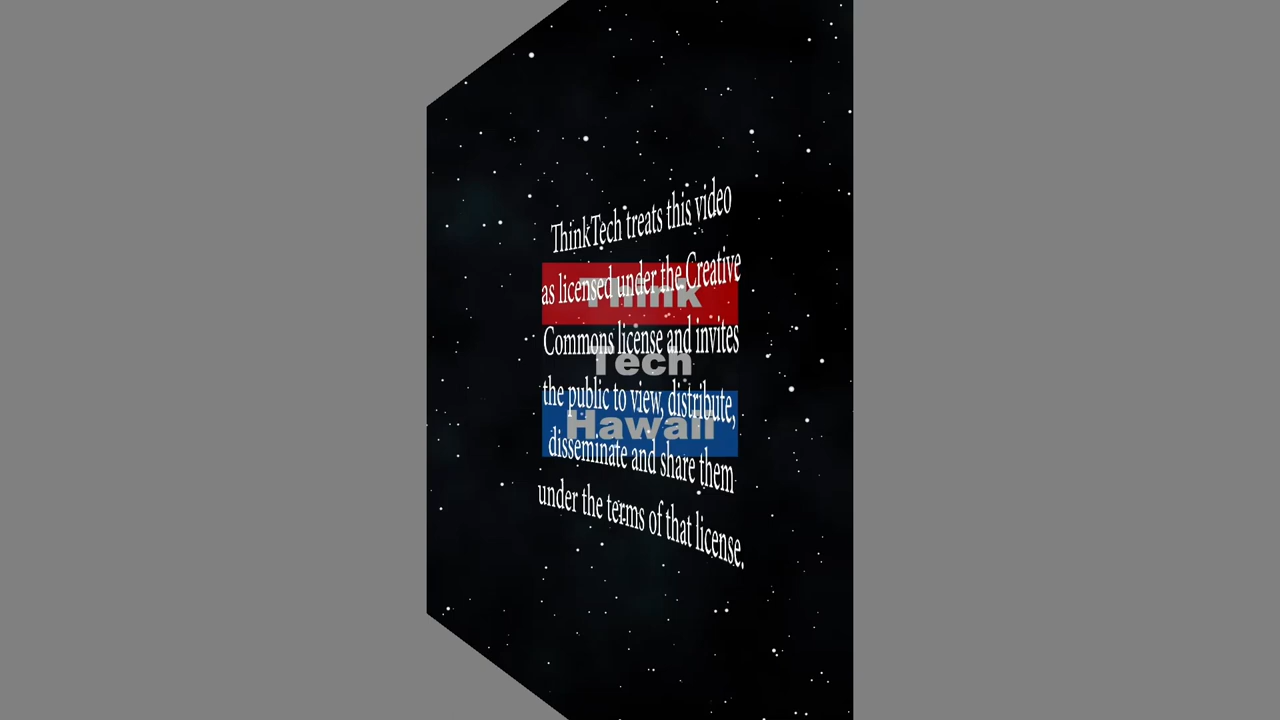 ThinkTech treats this video
as licensed under the Creative
Commons license and invites
the public to view, distribute,
disseminate and share them
under the terms of that license.
Think
Tech
Hawaii